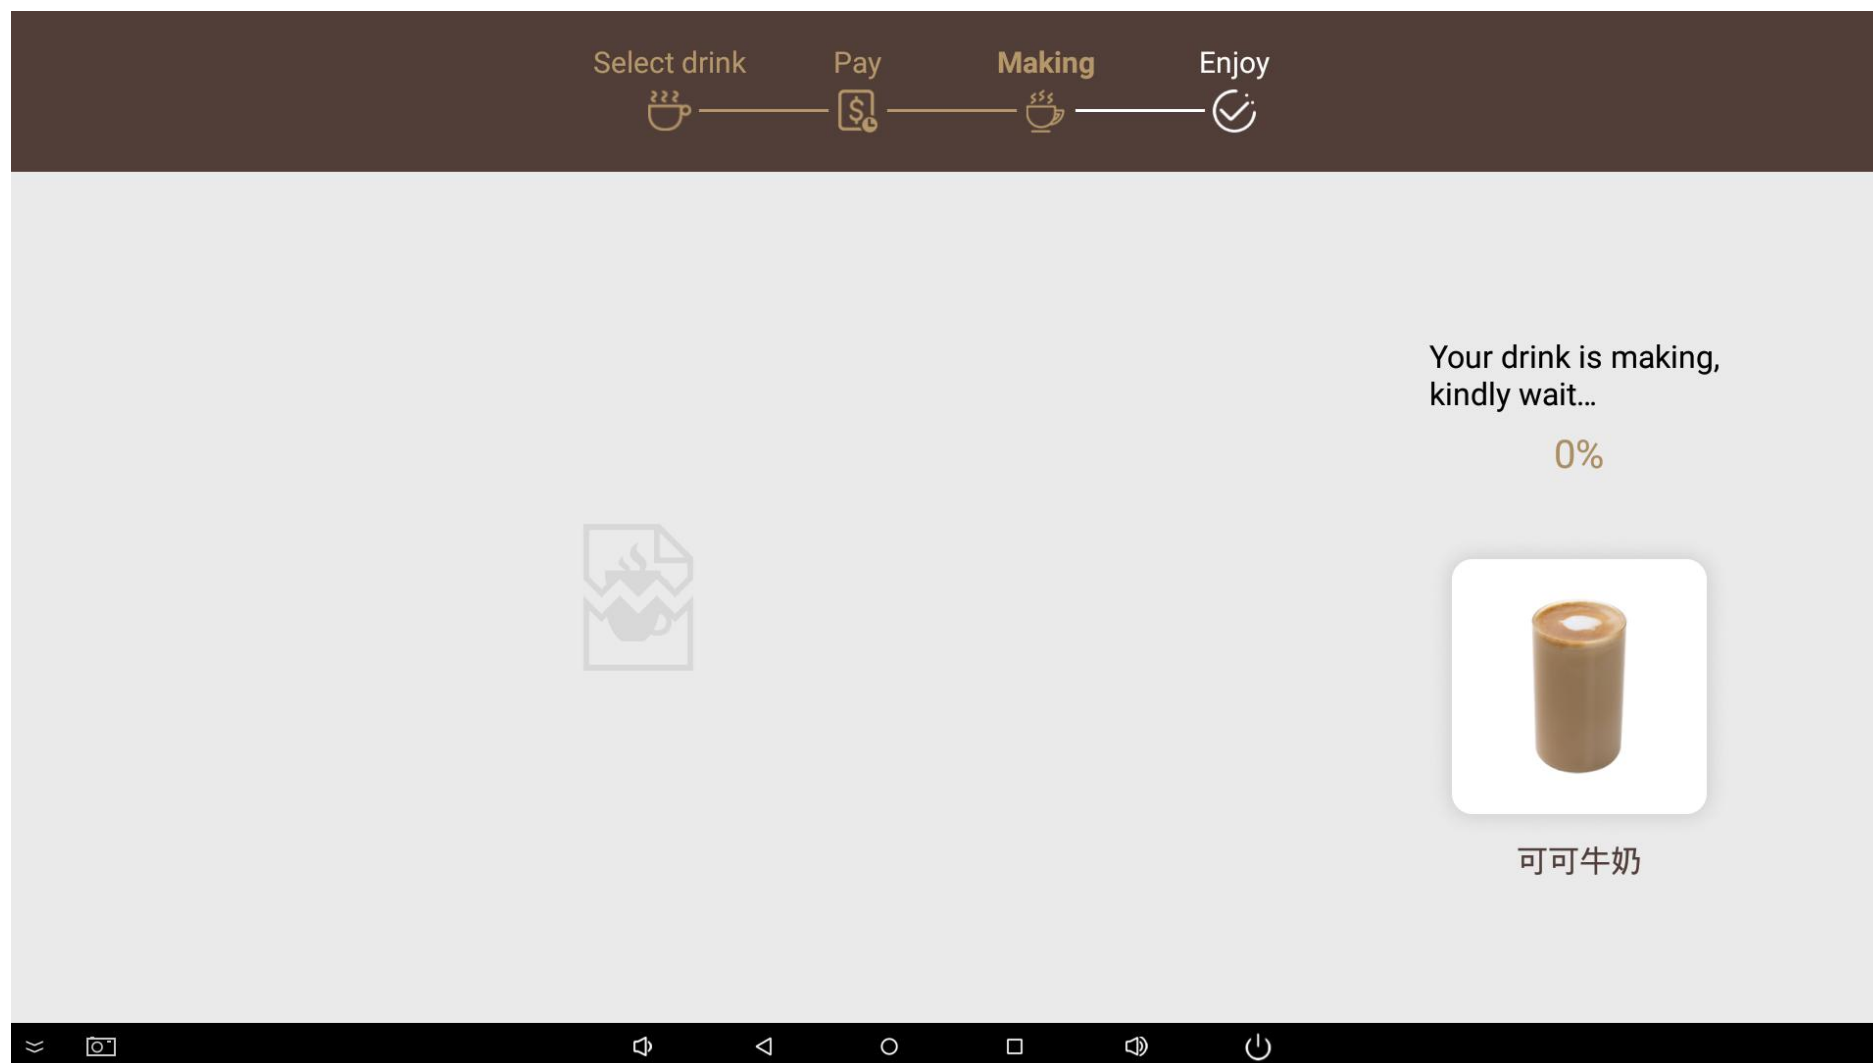 Select drink
Pay
Making
Enjoy
Your drink is making,
kindly wait...
0%
可可牛奶